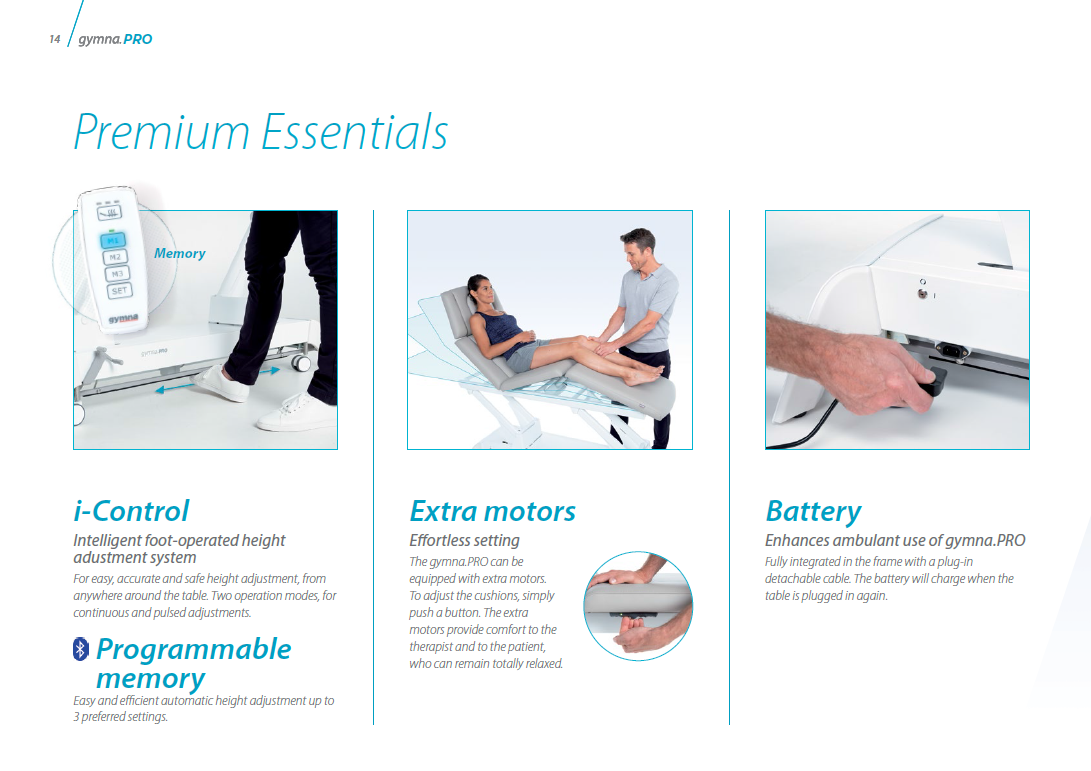 14
gymna.PRO
Premium Essentials
M1
M2
M3
SET
gymna
Memory
GYMNA.PRO
i-Control
Intelligent foot-operated height
adustment system
For easy, accurate and safe height adjustment, from
anywhere around the table. Two operation modes, for
continuous and pulsed adjustments.
Programmable
memory
Easy and efficient automatic height adjustment up to
3 preferred settings.
Extra motors
Effortless setting
The gymna.PRO can be
equipped with extra motors.
To adjust the cushions, simply
push a button. The extra
motors provide comfort to the
therapist and to the patient,
who can remain totally relaxed.
O
I
Battery
Enhances ambulant use of gymna.PRO
Fully integrated in the frame with a plug-in
detachable cable. The battery will charge when the
table is plugged in again.